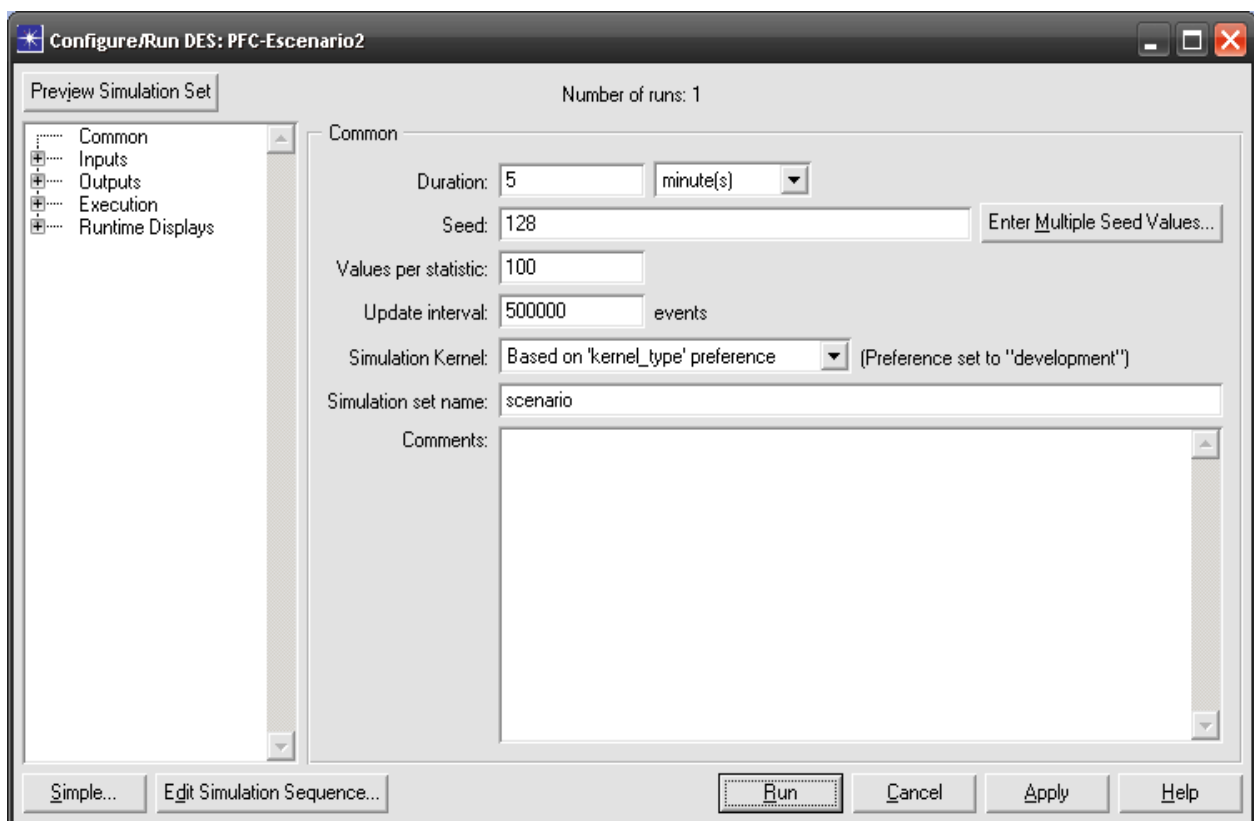 Configure/Run DES: PFC-Escenario2
Preview Simulation Set
Number of runs: 1
Common
Inputs
Outputs
Execution
Runtime Displays
Common
Duration: 5 minute(s)
Seed: 128 Enter Multiple Seed Values...
Values per statistic: 100
Update interval: 500000 events
Simulation Kernel: Based on 'kernel_type' preference (Preference set to "development")
Simulation set name: scenario
Comments:
Simple... Edit Simulation Sequence... Run Cancel Apply Help